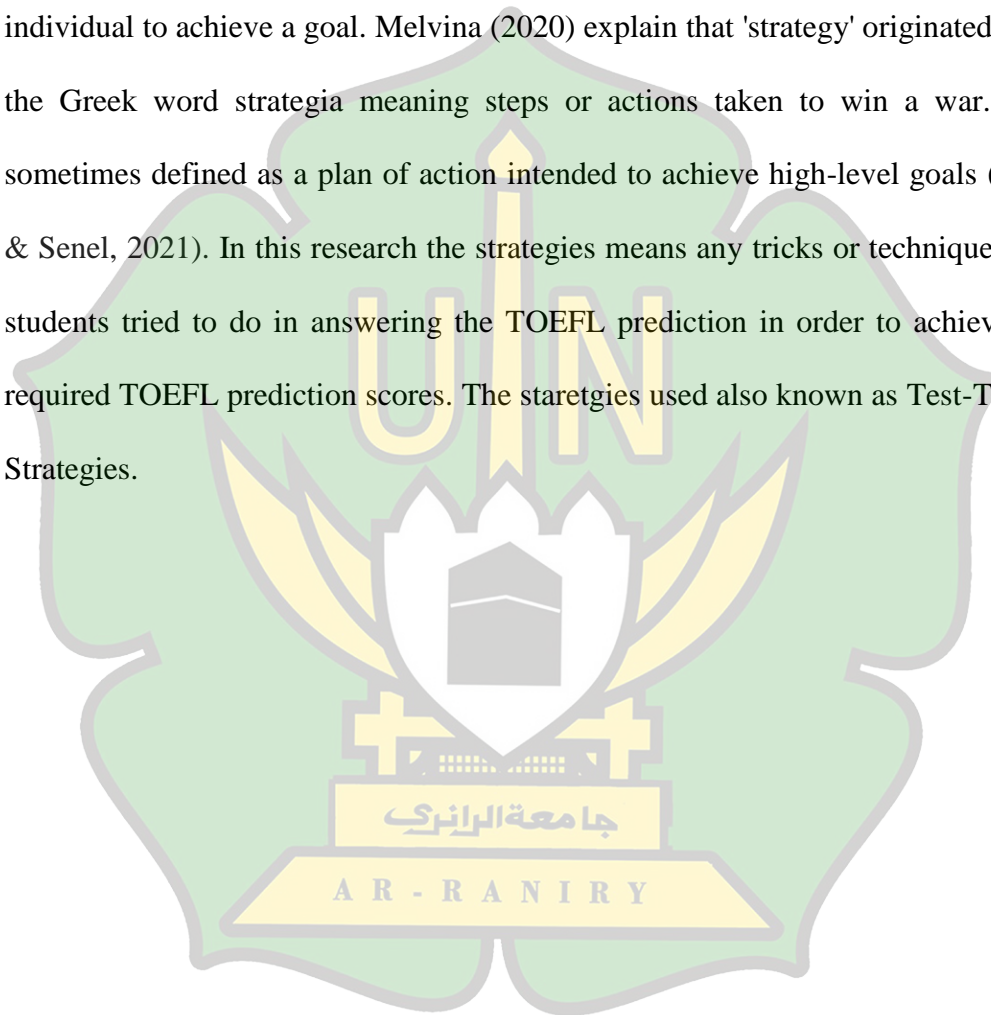 individual to achieve a goal. Melvina (2020) explain that 'strategy' originated
the Greek word strategia meaning steps or actions taken to win a war.
sometimes defined as a plan of action intended to achieve high-level goals (
& Senel, 2021). In this research the strategies means any tricks or technique
students tried to do in answering the TOEFL prediction in order to achiev
required TOEFL prediction scores. The staretgies used also known as Test-T
Strategies.
UIN
جامعة الرانري
AR-RANIRY